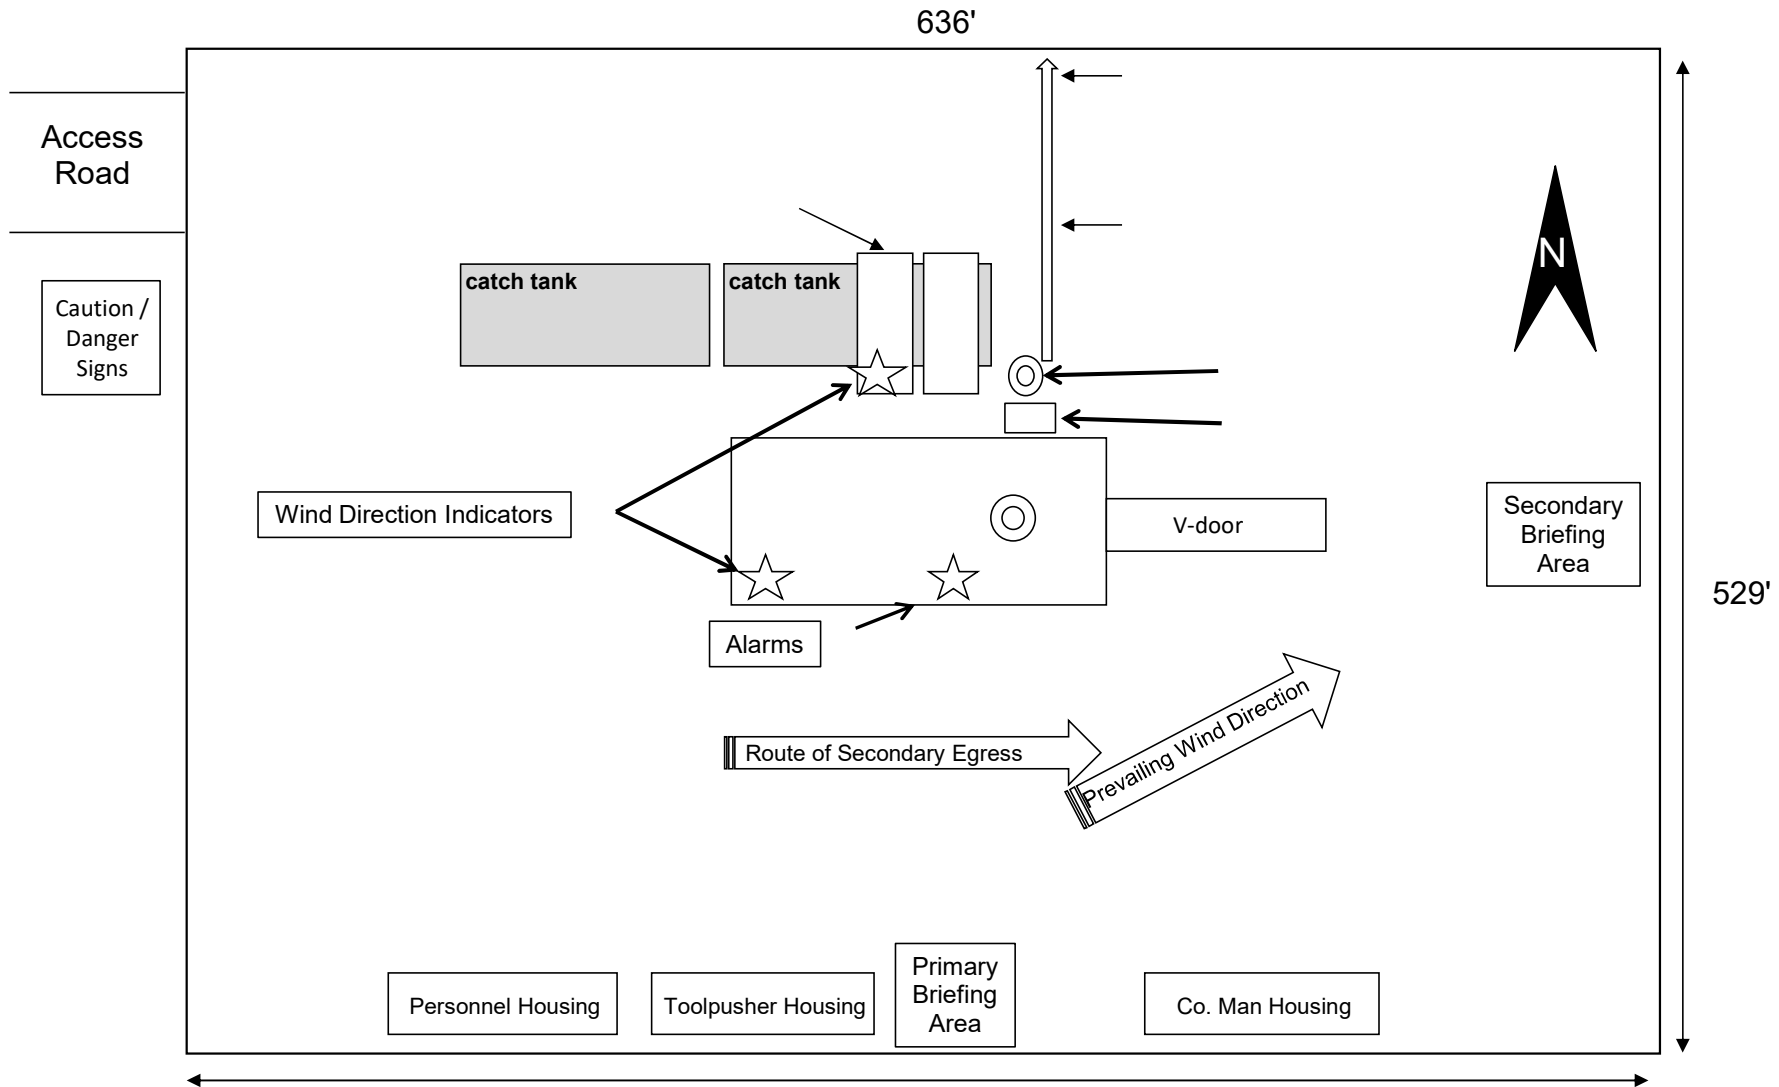 636'
Access
Road
N
catch tank
catch tank
Caution /
Danger
Signs
Wind Direction Indicators
V-door
Secondary
Briefing
Area
529'
Alarms
Prevailing Wind Direction
Route of Secondary Egress
Personnel Housing
Toolpusher Housing
Primary
Briefing
Area
Co. Man Housing